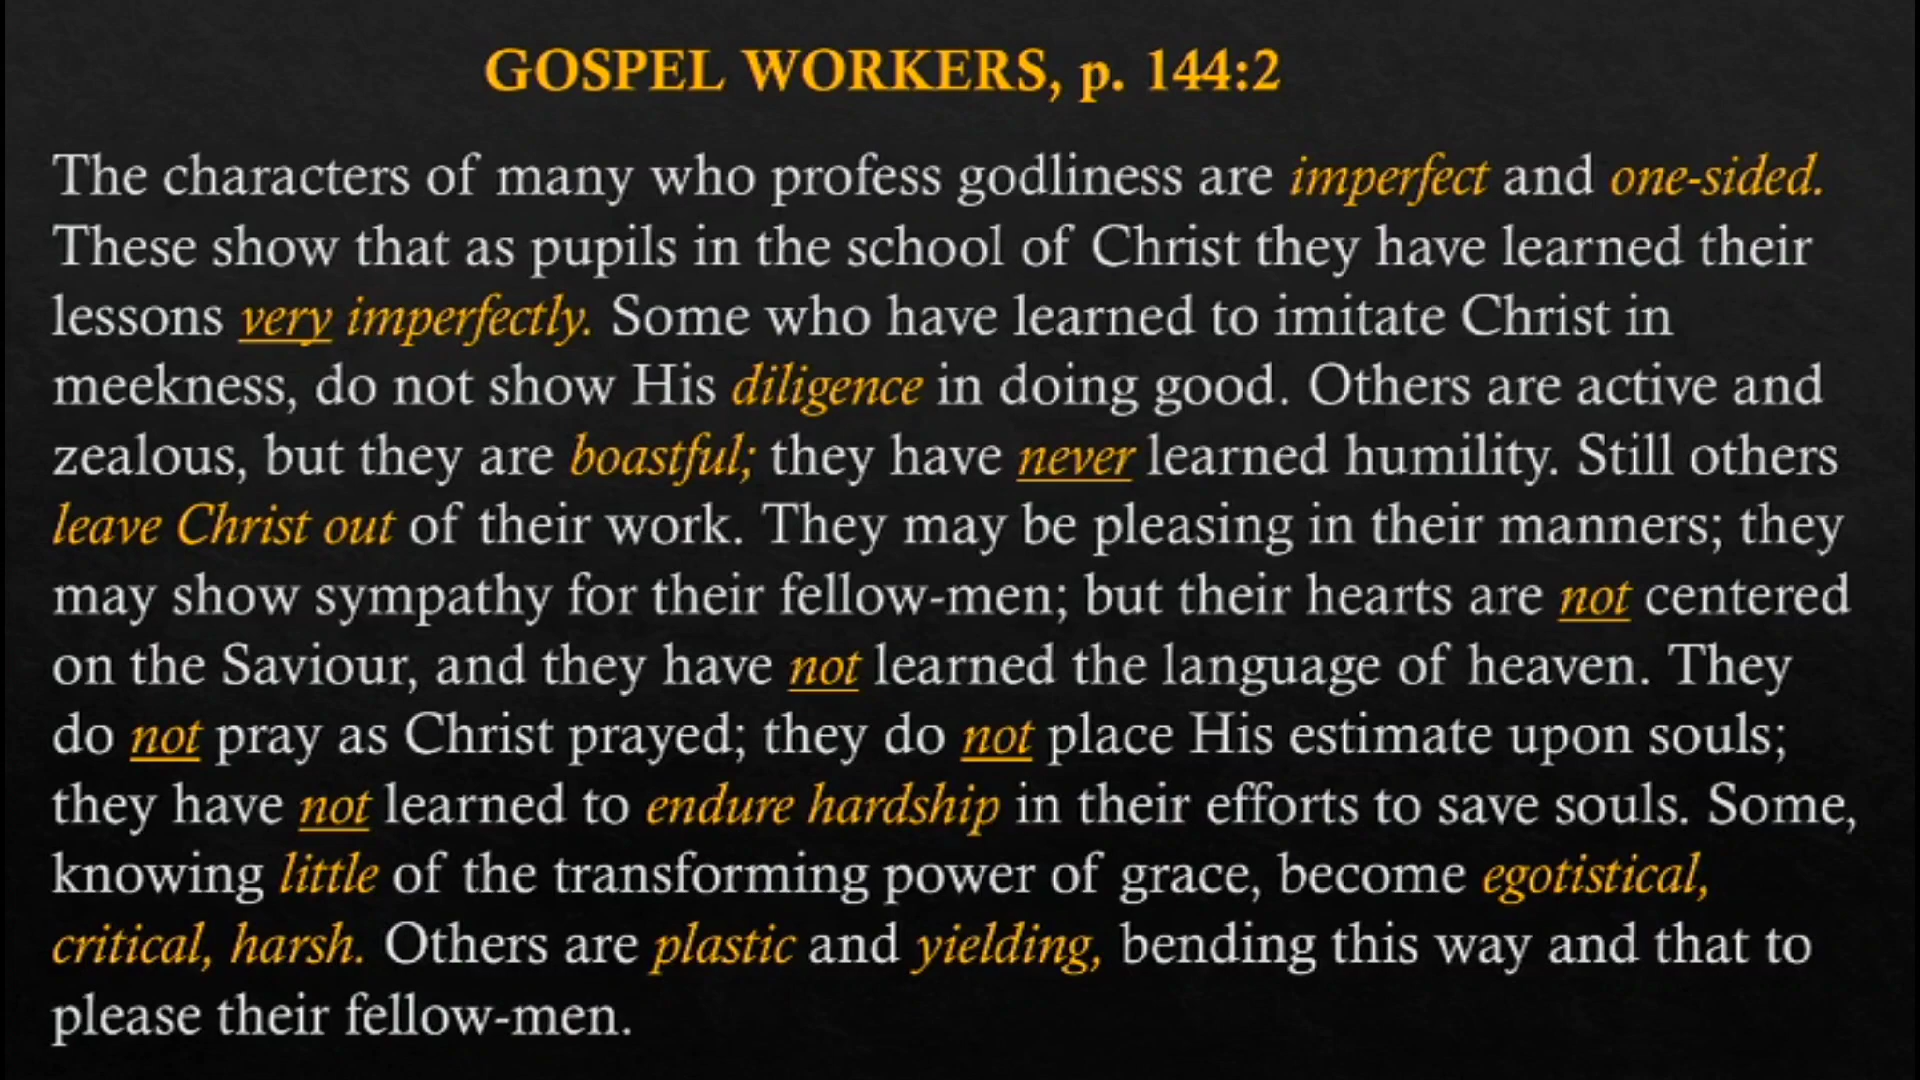 GOSPEL WORKERS, p. 144:2
The characters of many who profess godliness are imperfect and one-sided.
These show that as pupils in the school of Christ they have learned their
lessons very imperfectly. Some who have learned to imitate Christ in
meekness, do not show His diligence in doing good. Others are active and
zealous, but they are boastful; they have never learned humility. Still others
leave Christ out of their work. They may be pleasing in their manners; they
may show sympathy for their fellow-men; but their hearts are not centered
on the Saviour, and they have not learned the language of heaven. They
do not pray as Christ prayed; they do not place His estimate upon souls;
they have not learned to endure hardship in their efforts to save souls. Some,
knowing little of the transforming power of grace, become egotistical,
critical, harsh. Others are plastic and yielding, bending this way and that to
please their fellow-men.